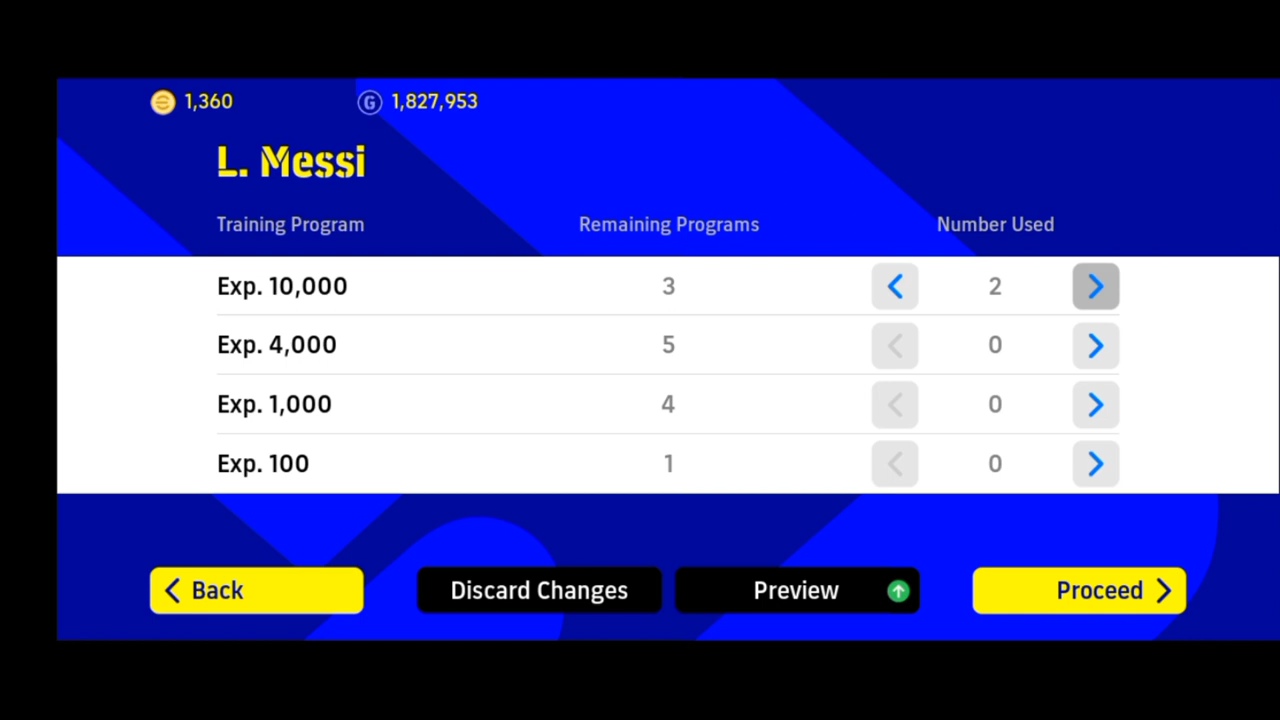 1,360 G 1,827,953
L. Messi
Training Program Remaining Programs Number Used
Exp. 10,000 3 2
Exp. 4,000 5 0
Exp. 1,000 4 0
Exp. 100 1 0
Back Discard Changes Preview Proceed